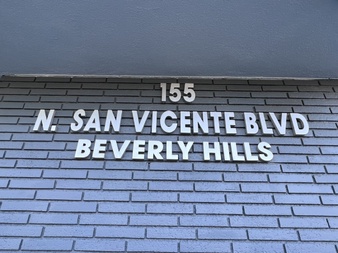 155
N. SAN VICENTE BLVD
BEVERLY HILLS